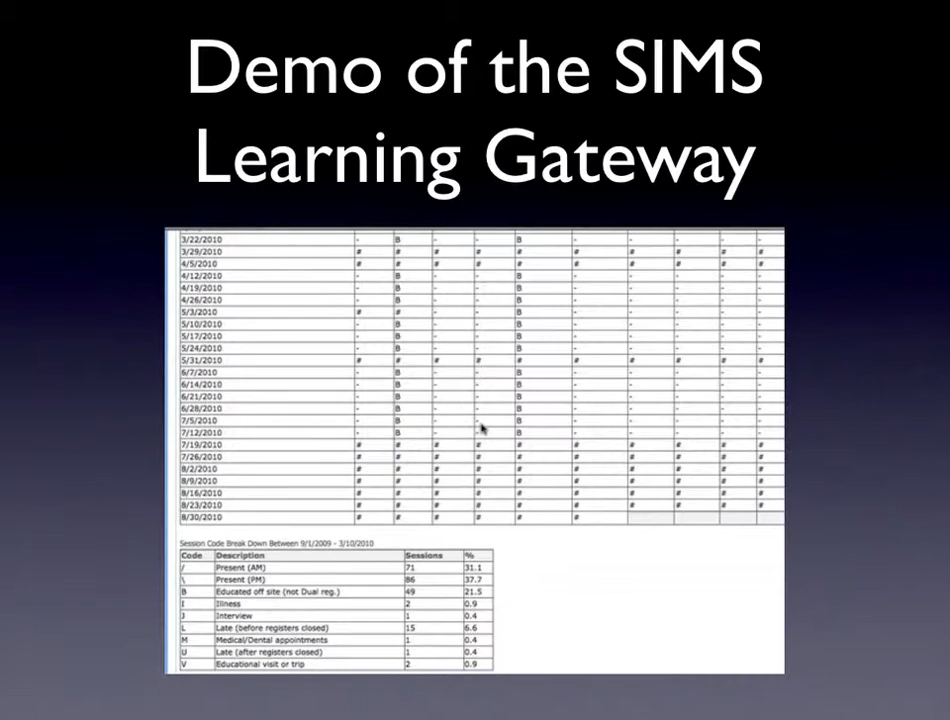 Demo of the SIMS
Learning Gateway
3/22/2010 - B - - B - - - - -
3/29/2010 # # # # # # # # # #
4/5/2010 # # # # # # # # # #
4/12/2010 - B - - B - - - - -
4/19/2010 - B - - B - - - - -
4/26/2010 - B - - B - - - - -
5/3/2010 # # - - B - - - - -
5/10/2010 - B - - B - - - - -
5/17/2010 - B - - B - - - - -
5/24/2010 - B - - B - - - - -
5/31/2010 # # # # # # # # # #
6/7/2010 - B - - B - - - - -
6/14/2010 - B - - B - - - - -
6/21/2010 - B - - B - - - - -
6/28/2010 - B - - B - - - - -
7/5/2010 - B - - B - - - - -
7/12/2010 - B - - B - - - - -
7/19/2010 # # # # # # # # # #
7/26/2010 # # # # # # # # # #
8/2/2010 # # # # # # # # # #
8/9/2010 # # # # # # # # # #
8/16/2010 # # # # # # # # # #
8/23/2010 # # # # # # # # # #
8/30/2010 # # # # # #
Session Code Break Down Between 9/1/2009 - 3/10/2010
Code Description Sessions %
/ Present (AM) 71 31.1
\ Present (PM) 86 37.7
B Educated off site (not Dual reg.) 49 21.5
I Illness 2 0.9
J Interview 1 0.4
L Late (before registers closed) 15 6.6
M Medical/Dental appointments 1 0.4
U Late (after registers closed) 1 0.4
V Educational visit or trip 2 0.9